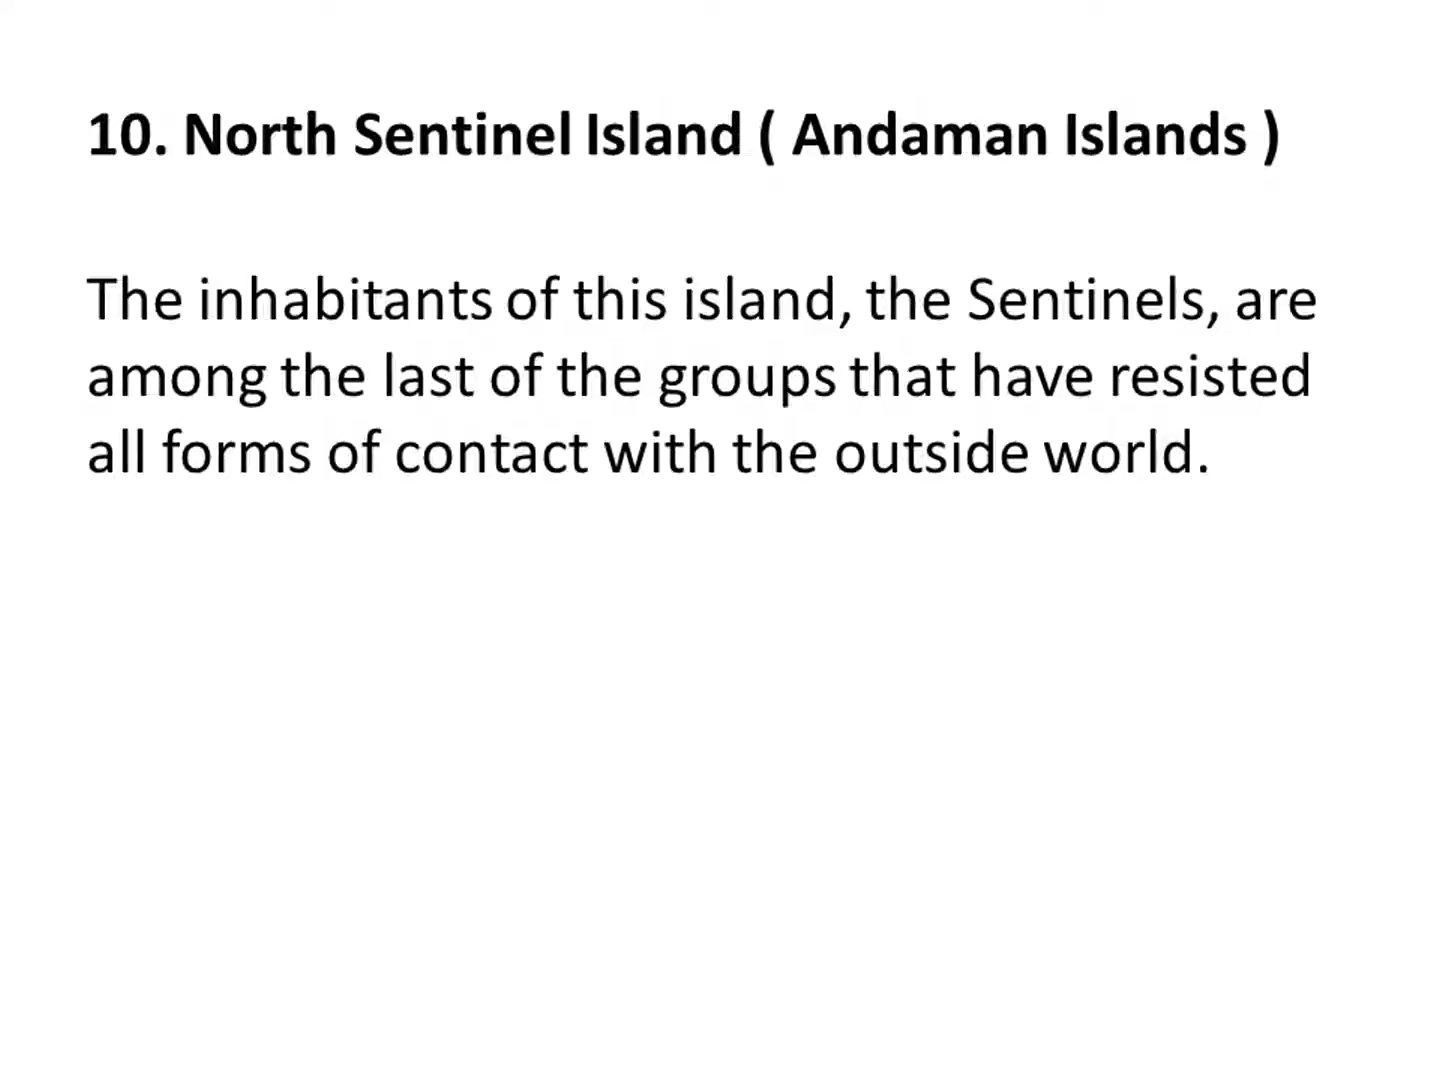 10. North Sentinel Island ( Andaman Islands )
The inhabitants of this island, the Sentinels, are
among the last of the groups that have resisted
all forms of contact with the outside world.